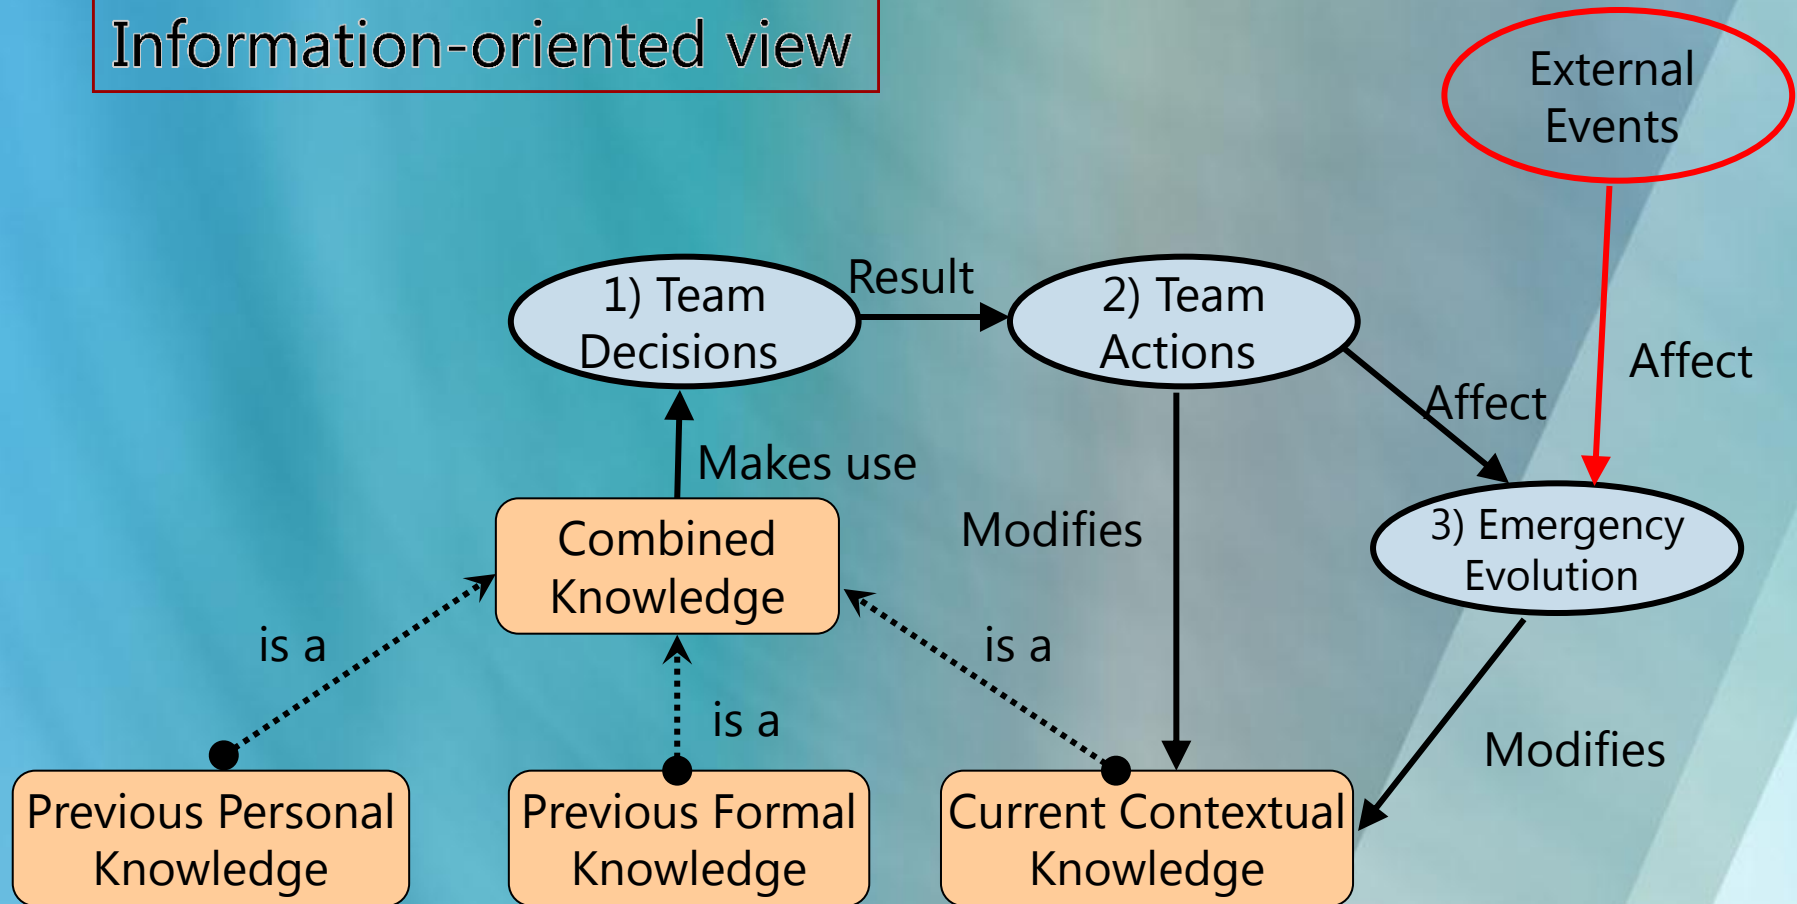 Information-oriented view
External
Events
1) Team
Decisions
Result
2) Team
Actions
Affect
Affect
Makes use
Modifies
3) Emergency
Evolution
Combined
Knowledge
is a
is a
is a
Modifies
Previous Personal
Knowledge
Previous Formal
Knowledge
Current Contextual
Knowledge